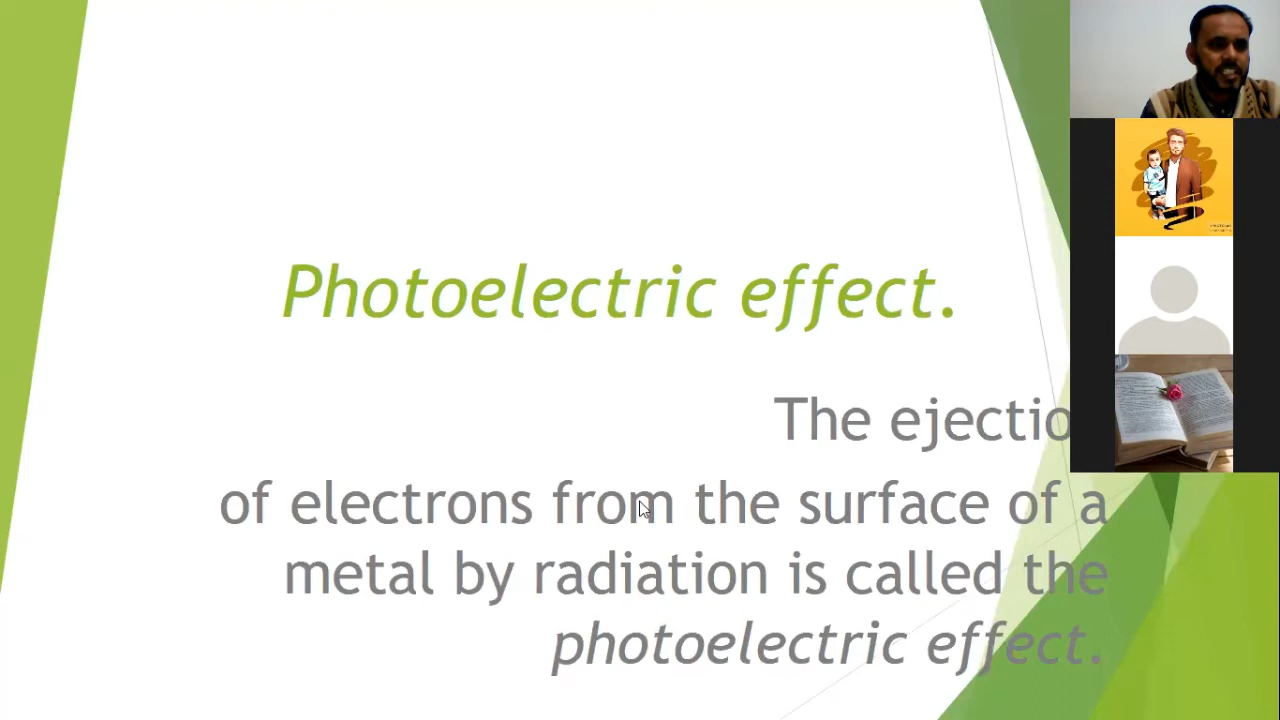 Photoelectric effect.
The ejectio
of electrons from the surface of a
metal by radiation is called the
photoelectric effect.